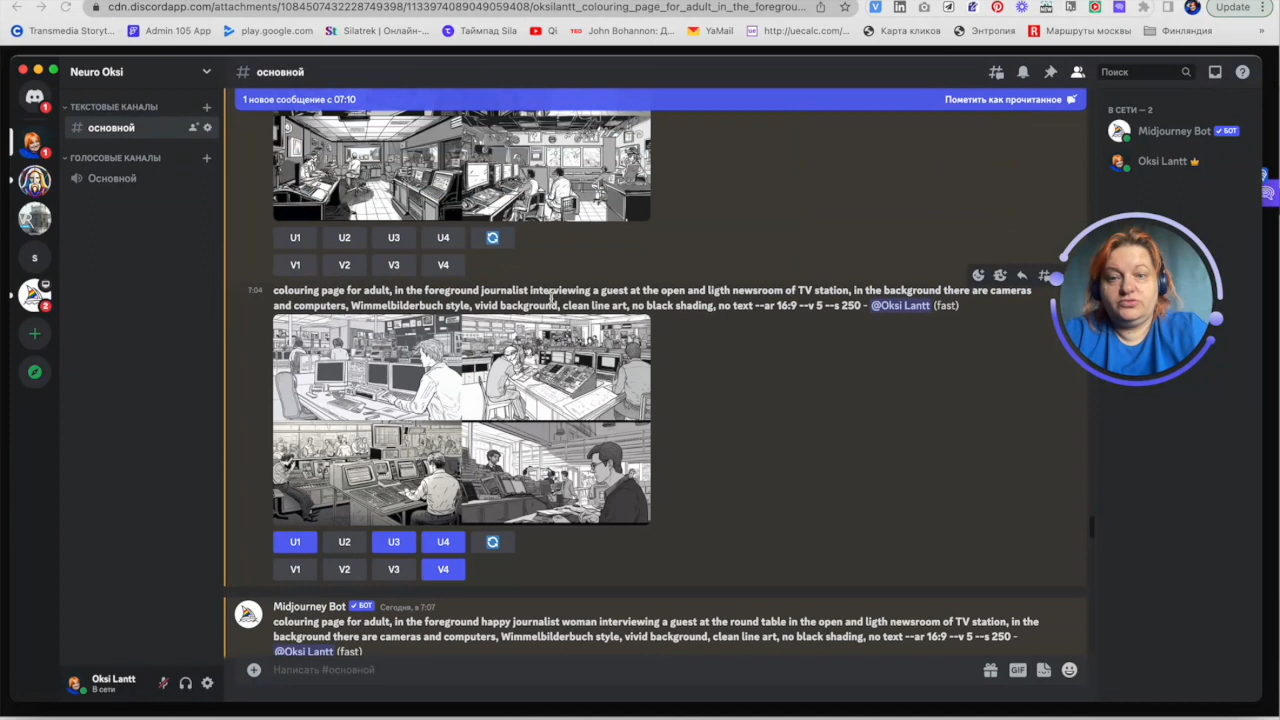 cdn.discordapp.com/attachments/1084507432228749398/1133974089049059408/oksilantt_colouring_page_for_adult_in_the_foregrou...
Update
Transmedia Storyt...
Admin 105 App
play.google.com
Silatrek | Онлайн-...
Таймпад Sila
Qi
TED John Bohannon: Д...
YaMail
http://uecalc.com/...
Карта кликов
Энтропия
Маршруты москвы
Финляндия
Neuro Oksi
основной
Поиск
1 новое сообщение с 07:10
Пометить как прочитанное
ТЕКСТОВЫЕ КАНАЛЫ
основной
ГОЛОСОВЫЕ КАНАЛЫ
Основной
В СЕТИ — 2
Midjourney Bot БОТ
Oksi Lantt
U1 U2 U3 U4
V1 V2 V3 V4
7:04 colouring page for adult, in the foreground journalist interviewing a guest at the open and ligth newsroom of TV station, in the background there are cameras
and computers, Wimmelbilderbuch style, vivid background, clean line art, no black shading, no text --ar 16:9 --v 5 --s 250 - @Oksi Lantt (fast)
U1 U2 U3 U4
V1 V2 V3 V4
Midjourney Bot БОТ Сегодня, в 7:07
colouring page for adult, in the foreground happy journalist woman interviewing a guest at the round table in the open and ligth newsroom of TV station, in the
background there are cameras and computers, Wimmelbilderbuch style, vivid background, clean line art, no black shading, no text --ar 16:9 --v 5 --s 250 -
@Oksi Lantt (fast)
Написать #основной
GIF
Oksi Lantt
В сети